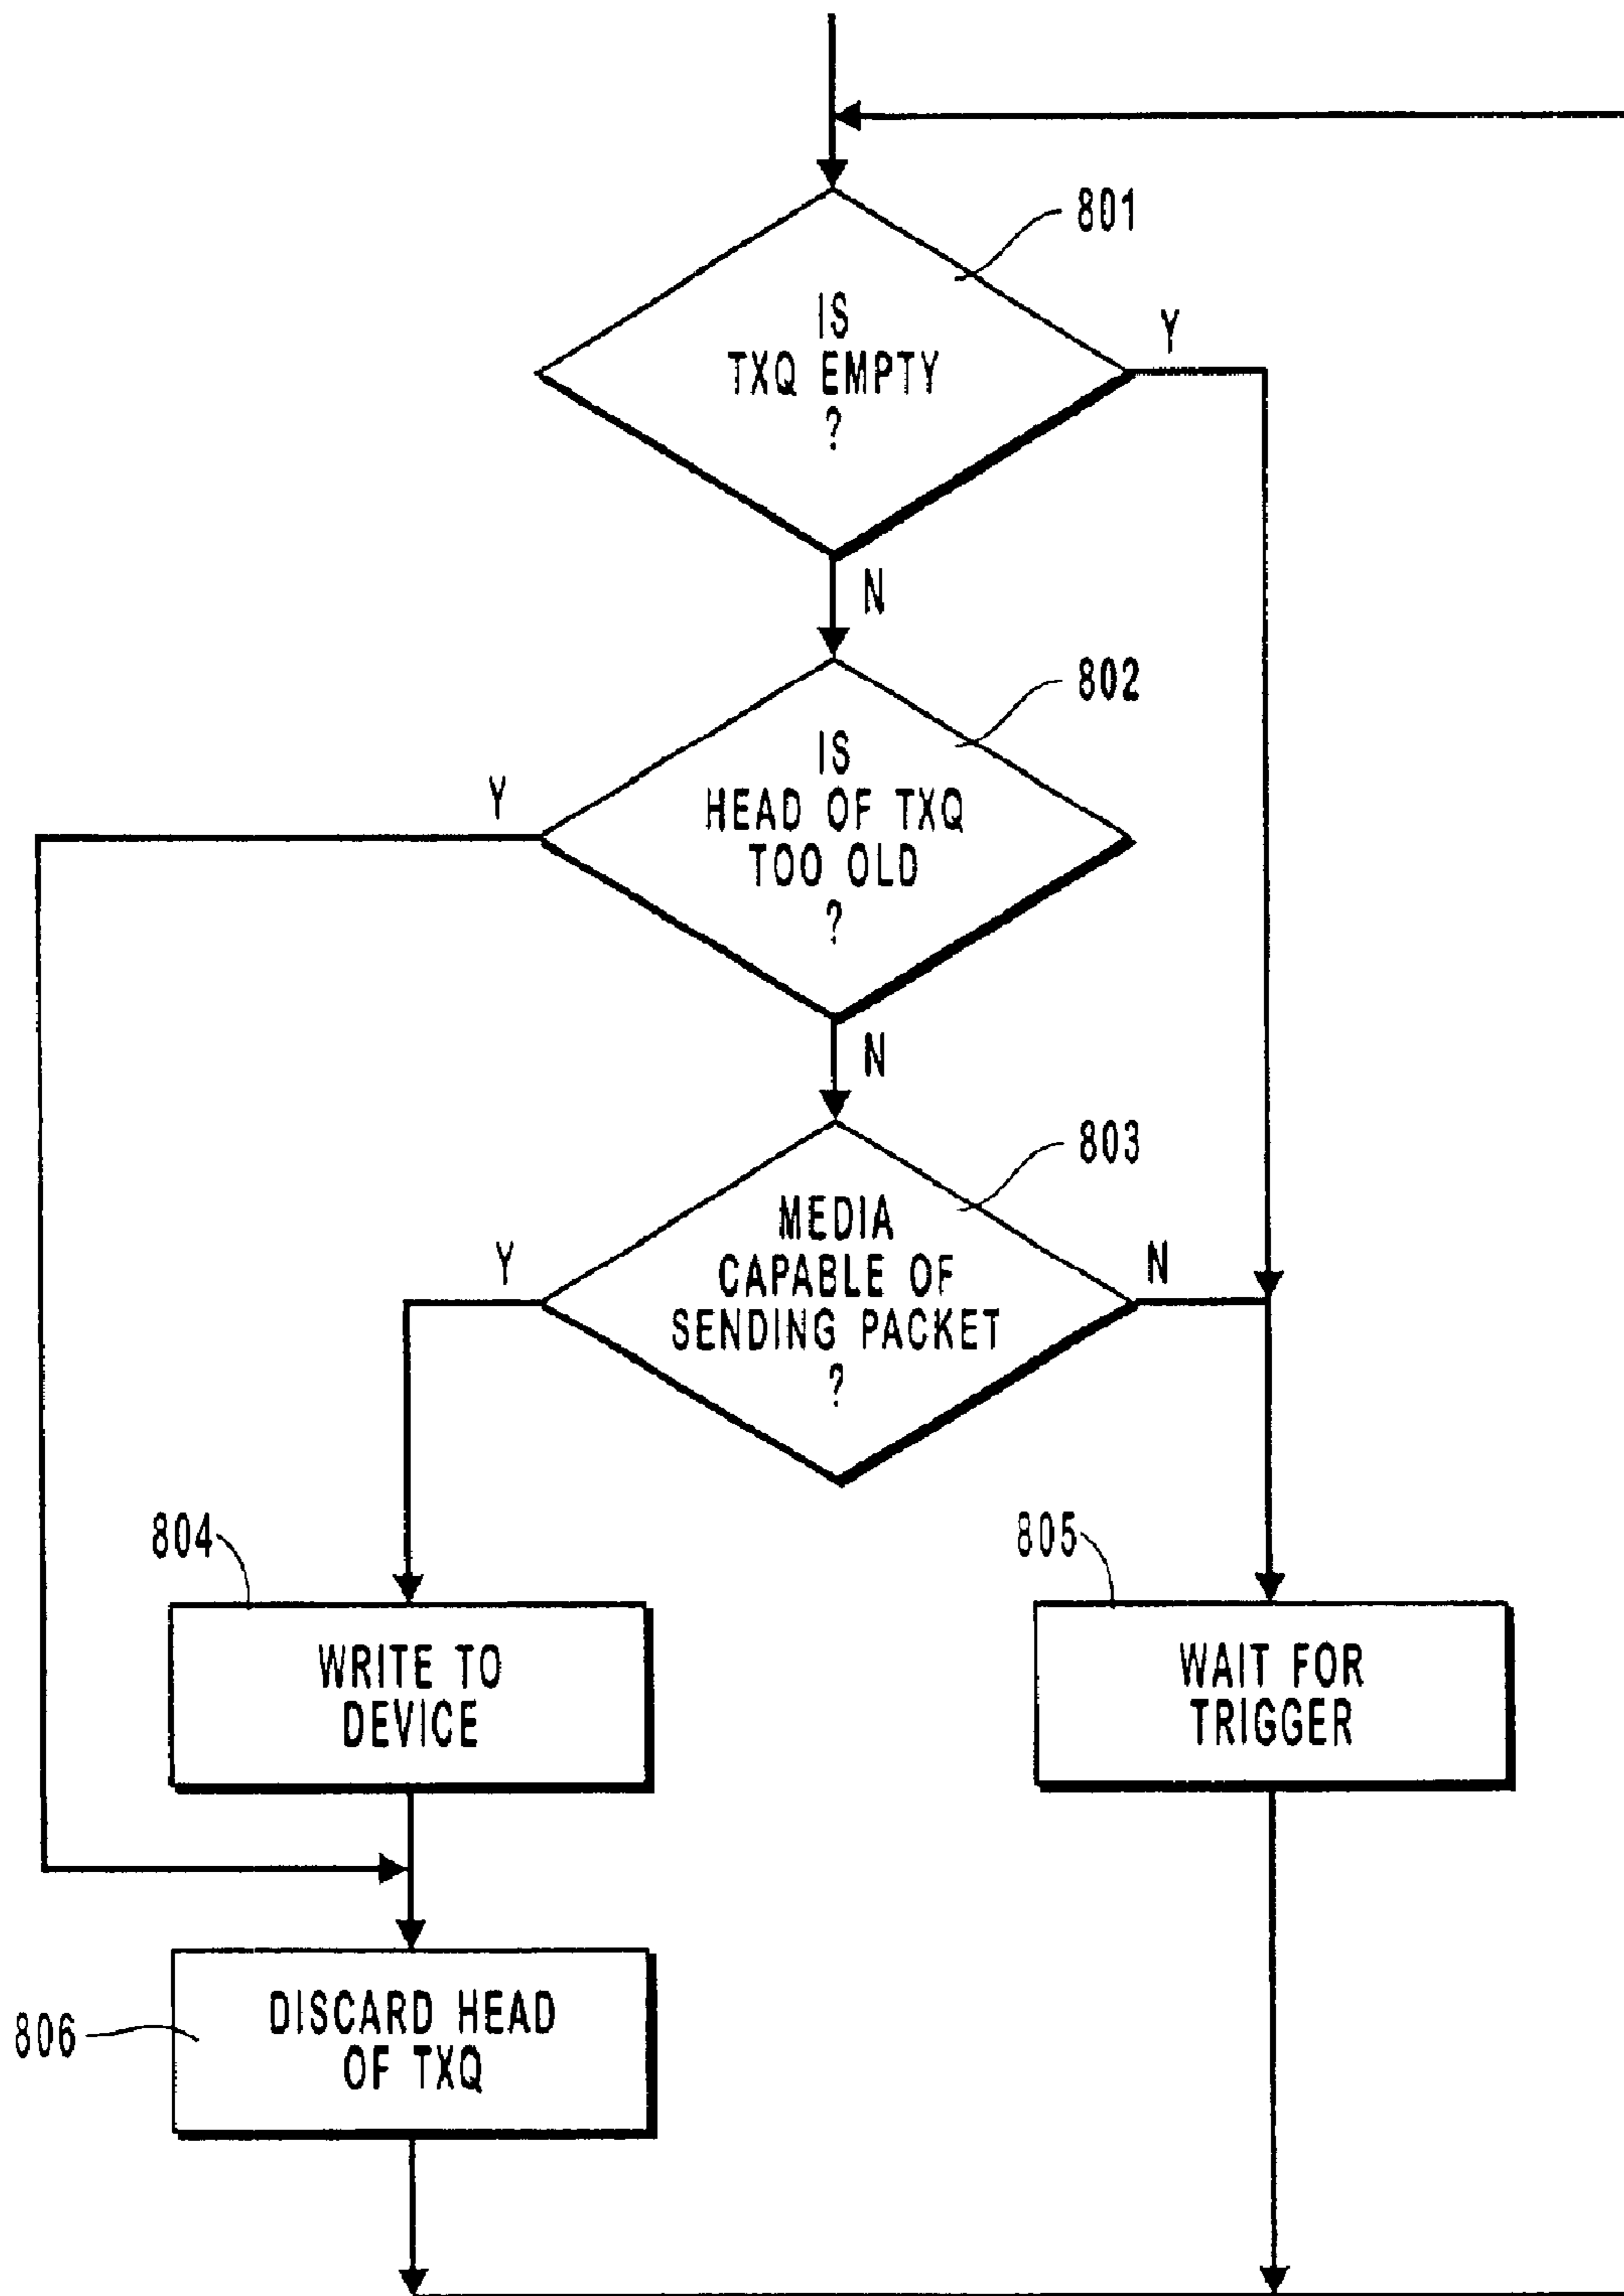 801
IS
TXQ EMPTY
?
Y
N
802
IS
HEAD OF TXQ
TOO OLD
?
Y
N
803
MEDIA
CAPABLE OF
SENDING PACKET
?
Y
N
804
WRITE TO
DEVICE
805
WAIT FOR
TRIGGER
806
DISCARD HEAD
OF TXQ